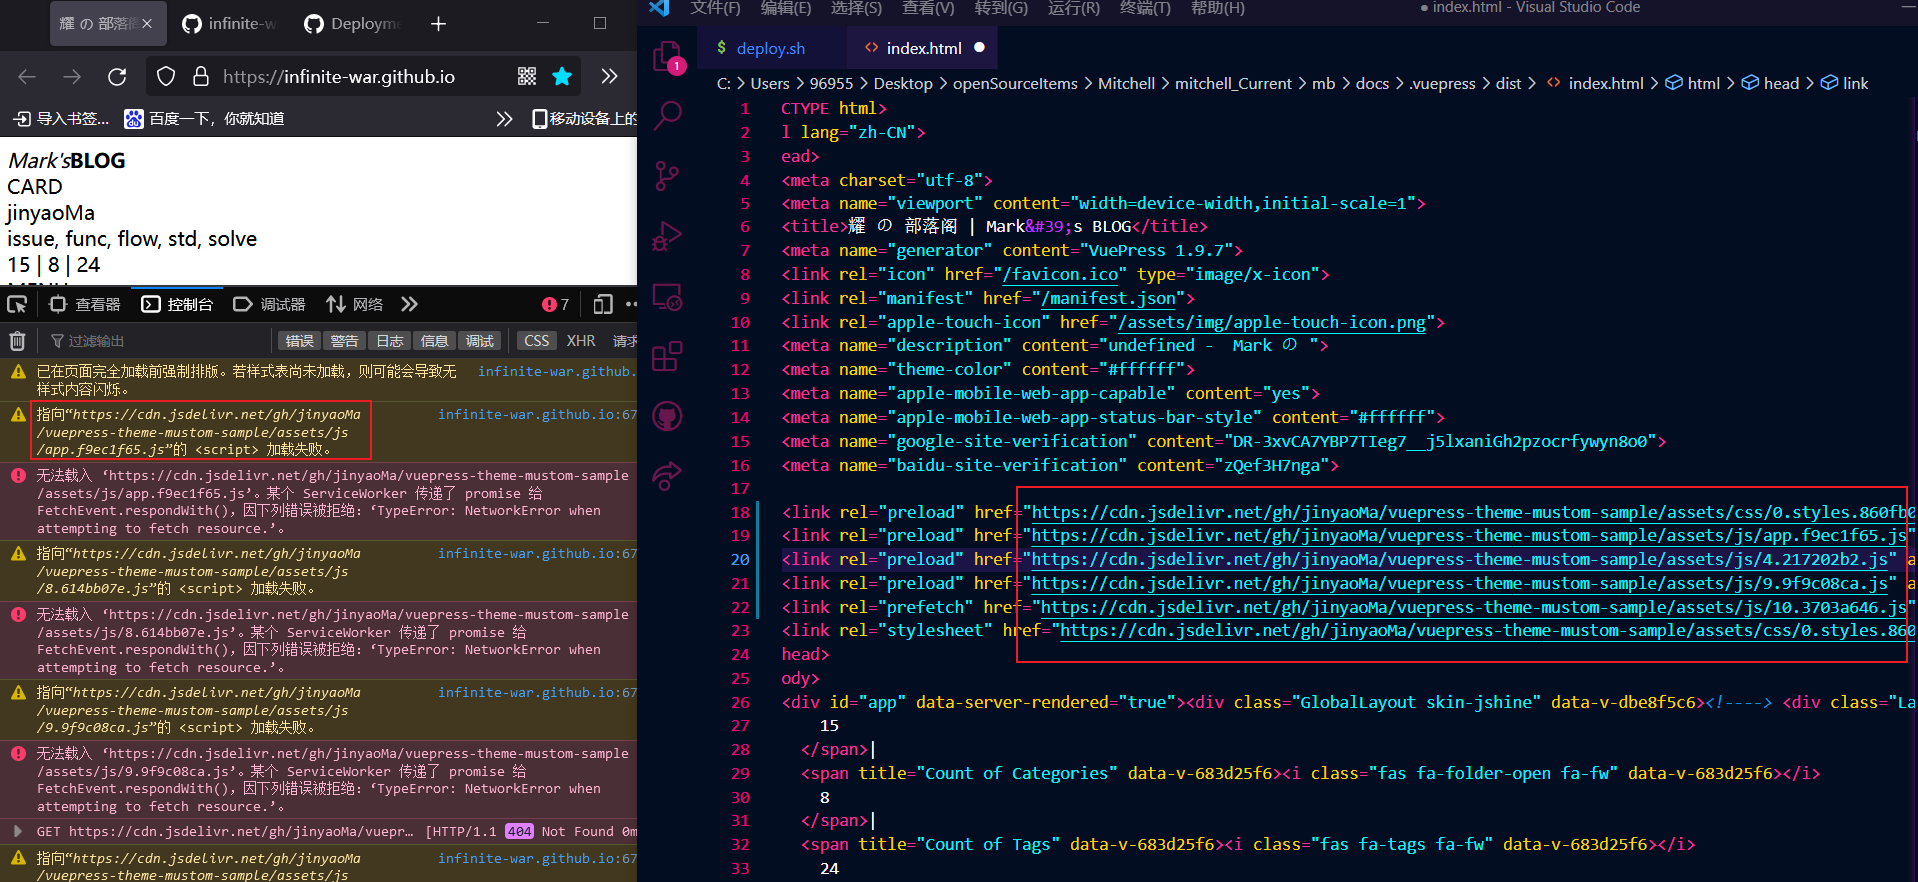 耀 の 部落阁
infinite-w
Deployme
https://infinite-war.github.io
导入书签...
百度一下，你就知道
移动设备上的
Mark'sBLOG
CARD
jinyaoMa
issue, func, flow, std, solve
15 | 8 | 24
查看器
控制台
调试器
网络
7
过滤输出
错误 警告 日志 信息 调试
CSS XHR 请求
已在页面完全加载前强制排版。若样式表尚未加载，则可能会导致无 infinite-war.github.
样式内容闪烁。
指向“https://cdn.jsdelivr.net/gh/jinyaoMa infinite-war.github.io:67
/vuepress-theme-mustom-sample/assets/js
/app.f9ec1f65.js”的 <script> 加载失败。
无法载入 ‘https://cdn.jsdelivr.net/gh/jinyaoMa/vuepress-theme-mustom-sample
/assets/js/app.f9ec1f65.js’。某个 ServiceWorker 传递了 promise 给
FetchEvent.respondWith()，因下列错误被拒绝：‘TypeError: NetworkError when
attempting to fetch resource.’。
指向“https://cdn.jsdelivr.net/gh/jinyaoMa infinite-war.github.io:67
/vuepress-theme-mustom-sample/assets/js
/8.614bb07e.js”的 <script> 加载失败。
无法载入 ‘https://cdn.jsdelivr.net/gh/jinyaoMa/vuepress-theme-mustom-sample
/assets/js/8.614bb07e.js’。某个 ServiceWorker 传递了 promise 给
FetchEvent.respondWith()，因下列错误被拒绝：‘TypeError: NetworkError when
attempting to fetch resource.’。
指向“https://cdn.jsdelivr.net/gh/jinyaoMa infinite-war.github.io:67
/vuepress-theme-mustom-sample/assets/js
/9.9f9c08ca.js”的 <script> 加载失败。
无法载入 ‘https://cdn.jsdelivr.net/gh/jinyaoMa/vuepress-theme-mustom-sample
/assets/js/9.9f9c08ca.js’。某个 ServiceWorker 传递了 promise 给
FetchEvent.respondWith()，因下列错误被拒绝：‘TypeError: NetworkError when
attempting to fetch resource.’。
GET https://cdn.jsdelivr.net/gh/jinyaoMa/vuepr… [HTTP/1.1 404 Not Found 0m
指向“https://cdn.jsdelivr.net/gh/jinyaoMa infinite-war.github.io:67
/vuepress-theme-mustom-sample/assets/js
文件(F) 编辑(E) 选择(S) 查看(V) 转到(G) 运行(R) 终端(T) 帮助(H) ● index.html - Visual Studio Code
1
$ deploy.sh <> index.html ●
C: > Users > 96955 > Desktop > openSourceItems > Mitchell > mitchell_Current > mb > docs > .vuepress > dist > <> index.html > html > head > link
1 CTYPE html>
2 l lang="zh-CN">
3 ead>
4 <meta charset="utf-8">
5 <meta name="viewport" content="width=device-width,initial-scale=1">
6 <title>耀 の 部落阁 | Mark&#39;s BLOG</title>
7 <meta name="generator" content="VuePress 1.9.7">
8 <link rel="icon" href="/favicon.ico" type="image/x-icon">
9 <link rel="manifest" href="/manifest.json">
10 <link rel="apple-touch-icon" href="/assets/img/apple-touch-icon.png">
11 <meta name="description" content="undefined -  Mark の ">
12 <meta name="theme-color" content="#ffffff">
13 <meta name="apple-mobile-web-app-capable" content="yes">
14 <meta name="apple-mobile-web-app-status-bar-style" content="#ffffff">
15 <meta name="google-site-verification" content="DR-3xvCA7YBP7TIeg7__j5lxaniGh2pzocrfywyn8o0">
16 <meta name="baidu-site-verification" content="zQef3H7nga">
17
18 <link rel="preload" href="https://cdn.jsdelivr.net/gh/jinyaoMa/vuepress-theme-mustom-sample/assets/css/0.styles.860fb0
19 <link rel="preload" href="https://cdn.jsdelivr.net/gh/jinyaoMa/vuepress-theme-mustom-sample/assets/js/app.f9ec1f65.js"
20 <link rel="preload" href="https://cdn.jsdelivr.net/gh/jinyaoMa/vuepress-theme-mustom-sample/assets/js/4.217202b2.js" a
21 <link rel="preload" href="https://cdn.jsdelivr.net/gh/jinyaoMa/vuepress-theme-mustom-sample/assets/js/9.9f9c08ca.js" a
22 <link rel="prefetch" href="https://cdn.jsdelivr.net/gh/jinyaoMa/vuepress-theme-mustom-sample/assets/js/10.3703a646.js"
23 <link rel="stylesheet" href="https://cdn.jsdelivr.net/gh/jinyaoMa/vuepress-theme-mustom-sample/assets/css/0.styles.860
24 head>
25 ody>
26 <div id="app" data-server-rendered="true"><div class="GlobalLayout skin-jshine" data-v-dbe8f5c6><!----> <div class="La
27 15
28 </span>|
29 <span title="Count of Categories" data-v-683d25f6><i class="fas fa-folder-open fa-fw" data-v-683d25f6></i>
30 8
31 </span>|
32 <span title="Count of Tags" data-v-683d25f6><i class="fas fa-tags fa-fw" data-v-683d25f6></i>
33 24